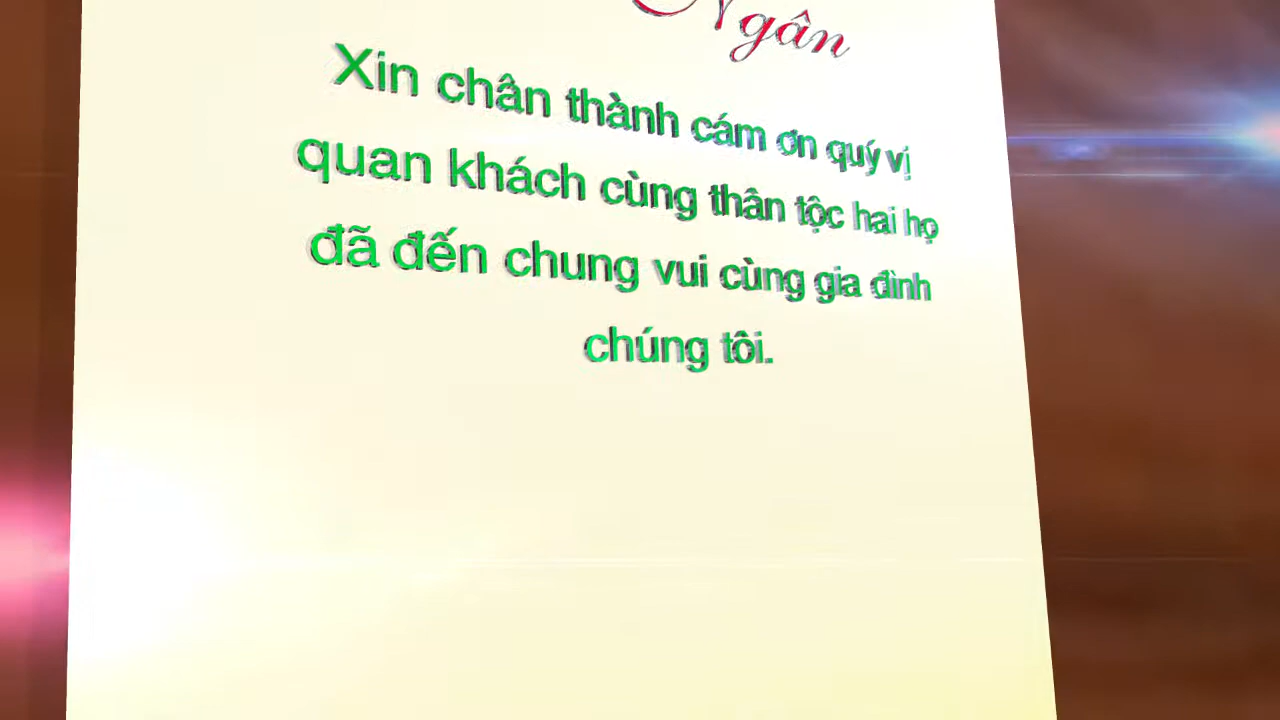 Ngân
Xin chân thành cám ơn quý vị
quan khách cùng thân tộc hai họ
đã đến chung vui cùng gia đình
chúng tôi.